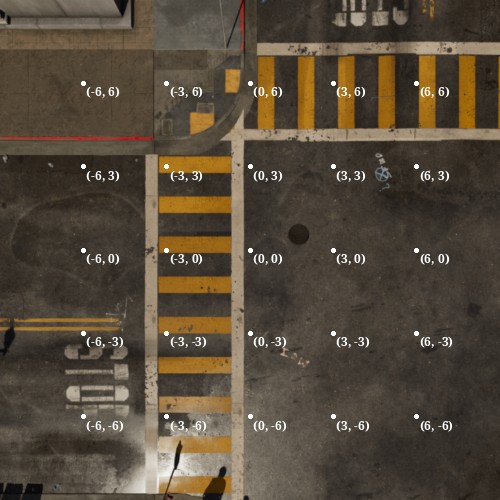 (-6, 6) (-3, 6) (0, 6) (3, 6) (6, 6)
(-6, 3) (-3, 3) (0, 3) (3, 3) (6, 3)
(-6, 0) (-3, 0) (0, 0) (3, 0) (6, 0)
(-6, -3) (-3, -3) (0, -3) (3, -3) (6, -3)
STOP
(-6, -6) (-3, -6) (0, -6) (3, -6) (6, -6)